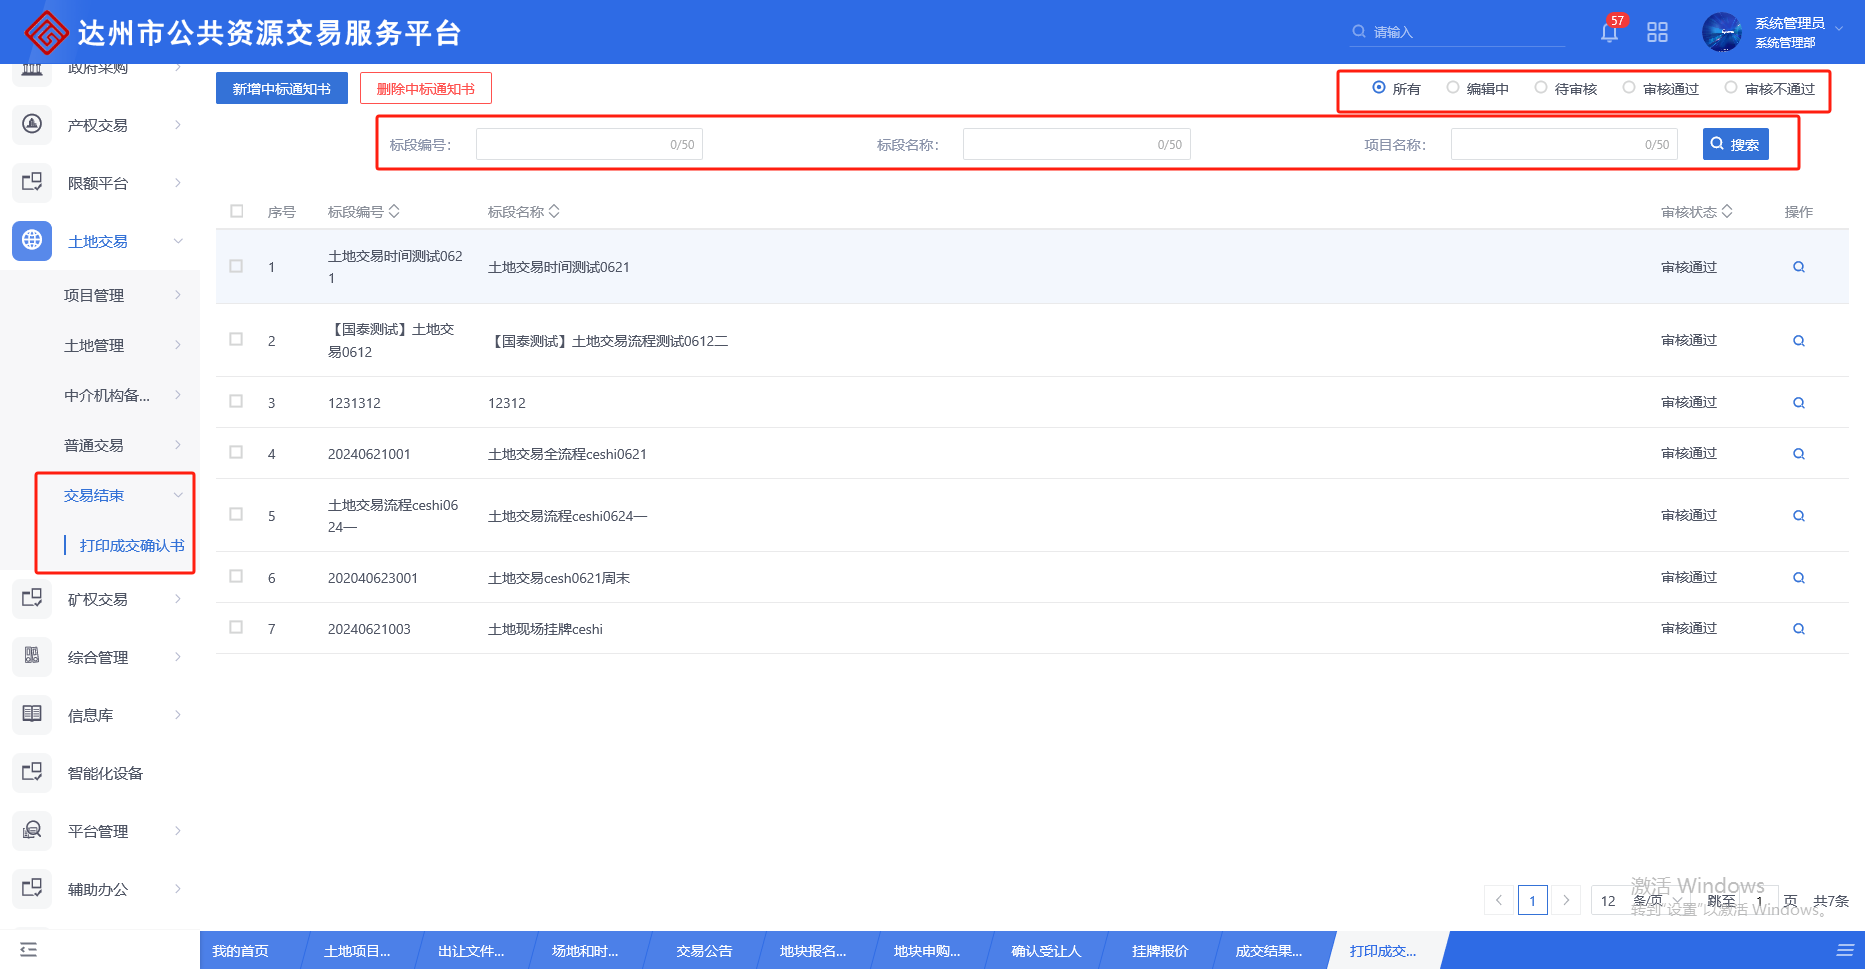 达州市公共资源交易服务平台
请输入
57
系统管理员
系统管理部
政府采购
产权交易
限额平台
土地交易
项目管理
土地管理
中介机构备...
普通交易
交易结束
打印成交确认书
矿权交易
综合管理
信息库
智能化设备
平台管理
辅助办公
新增中标通知书 删除中标通知书
所有 编辑中 待审核 审核通过 审核不通过
标段编号： 0/50 标段名称： 0/50 项目名称： 0/50 搜索
序号 标段编号 标段名称 审核状态 操作
1 土地交易时间测试0621 土地交易时间测试0621 审核通过
2 【国泰测试】土地交易0612 【国泰测试】土地交易流程测试0612二 审核通过
3 1231312 12312 审核通过
4 20240621001 土地交易全流程ceshi0621 审核通过
5 土地交易流程ceshi0624一 土地交易流程ceshi0624一 审核通过
6 202040623001 土地交易cesh0621周末 审核通过
7 20240621003 土地现场挂牌ceshi 审核通过
1 12 条/页 跳至 1 页 共7条
激活 Windows
转到"设置"以激活 Windows。
我的首页 土地项目... 出让文件... 场地和时... 交易公告 地块报名... 地块申购... 确认受让人 挂牌报价 成交结果... 打印成交...